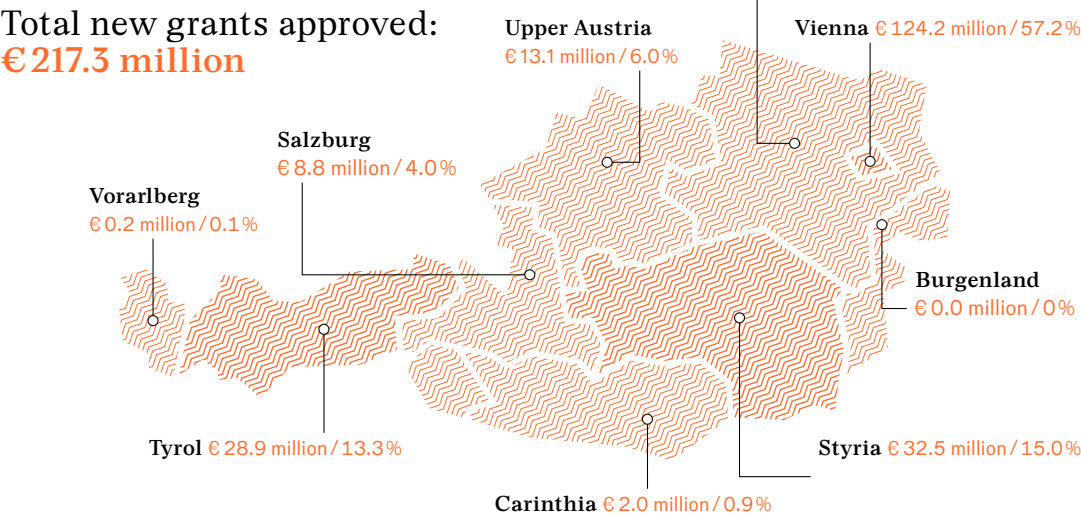 Total new grants approved:
€ 217.3 million
Upper Austria
€ 13.1 million / 6.0 %
Vienna € 124.2 million / 57.2 %
Salzburg
€ 8.8 million / 4.0 %
Vorarlberg
€ 0.2 million / 0.1 %
Burgenland
€ 0.0 million / 0 %
Tyrol € 28.9 million / 13.3 %
Styria € 32.5 million / 15.0 %
Carinthia € 2.0 million / 0.9 %